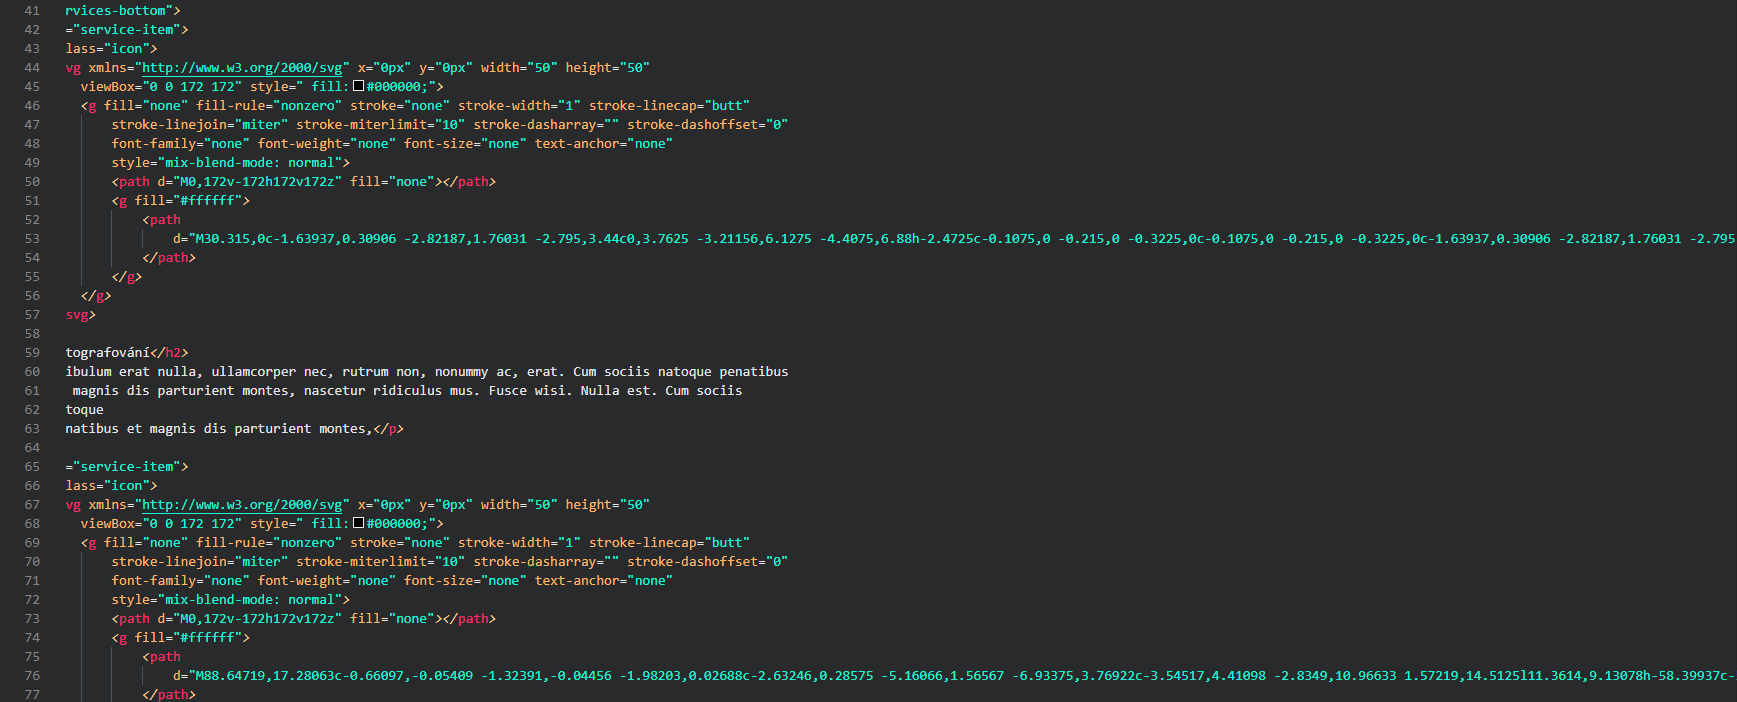 41 rvices-bottom">
42 ="service-item">
43 lass="icon">
44 vg xmlns="http://www.w3.org/2000/svg" x="0px" y="0px" width="50" height="50"
45 viewBox="0 0 172 172" style=" fill:#000000;">
46 <g fill="none" fill-rule="nonzero" stroke="none" stroke-width="1" stroke-linecap="butt"
47 stroke-linejoin="miter" stroke-miterlimit="10" stroke-dasharray="" stroke-dashoffset="0"
48 font-family="none" font-weight="none" font-size="none" text-anchor="none"
49 style="mix-blend-mode: normal">
50 <path d="M0,172v-172h172v172z" fill="none"></path>
51 <g fill="#ffffff">
52 <path
53 d="M30.315,0c-1.63937,0.30906 -2.82187,1.76031 -2.795,3.44c0,3.7625 -3.21156,6.1275 -4.4075,6.88h-2.4725c-0.1075,0 -0.215,0 -0.3225,0c-0.1075,0 -0.215,0 -0.3225,0c-1.63937,0.30906 -2.82187,1.76031 -2.795
54 </path>
55 </g>
56 </g>
57 svg>
58
59 tografování</h2>
60 ibulum erat nulla, ullamcorper nec, rutrum non, nonummy ac, erat. Cum sociis natoque penatibus
61 magnis dis parturient montes, nascetur ridiculus mus. Fusce wisi. Nulla est. Cum sociis
62 toque
63 natibus et magnis dis parturient montes,</p>
64
65 ="service-item">
66 lass="icon">
67 vg xmlns="http://www.w3.org/2000/svg" x="0px" y="0px" width="50" height="50"
68 viewBox="0 0 172 172" style=" fill:#000000;">
69 <g fill="none" fill-rule="nonzero" stroke="none" stroke-width="1" stroke-linecap="butt"
70 stroke-linejoin="miter" stroke-miterlimit="10" stroke-dasharray="" stroke-dashoffset="0"
71 font-family="none" font-weight="none" font-size="none" text-anchor="none"
72 style="mix-blend-mode: normal">
73 <path d="M0,172v-172h172v172z" fill="none"></path>
74 <g fill="#ffffff">
75 <path
76 d="M88.64719,17.28063c-0.66097,-0.05409 -1.32391,-0.04456 -1.98203,0.02688c-2.63246,0.28575 -5.16066,1.56567 -6.93375,3.76922c-3.54517,4.41098 -2.8349,10.96633 1.57219,14.5125l11.3614,9.13078h-58.39937c-
77 </path>